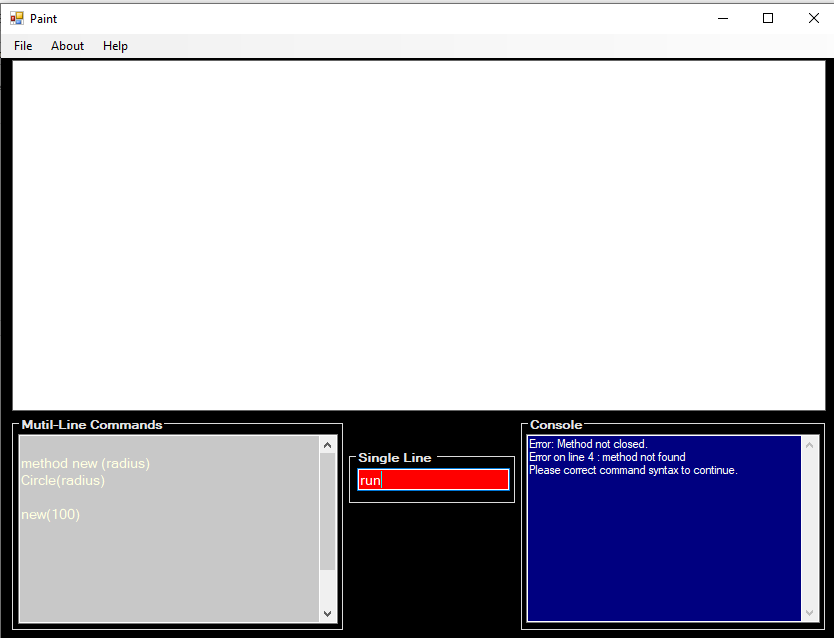 Paint
File About Help
Mutil-Line Commands
method new (radius)
Circle(radius)
new(100)
Single Line
run
Console
Error: Method not closed.
Error on line 4 : method not found
Please correct command syntax to continue.